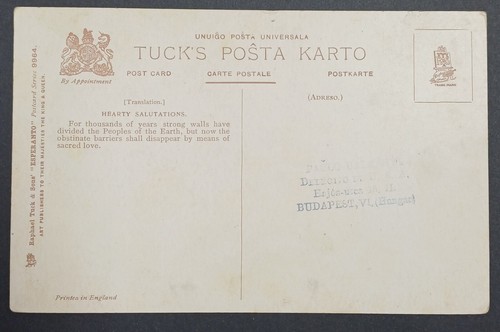 UNUIĜO POŜTA UNIVERSALA
TUCK'S POŜTA KARTO
POST CARD CARTE POSTALE POSTKARTE
By Appointment
TRADE MARK
[Translation.]
HEARTY SALUTATIONS.
For thousands of years strong walls have
divided the Peoples of the Earth, but now the
obstinate barriers shall disappear by means of
sacred love.
(ADRESO.)
BUDAPEST, VI.
Raphael Tuck & Sons' "ESPERANTO" Postcard Series 9964.
ART PUBLISHERS TO THEIR MAJESTIES THE KING & QUEEN.
Printed in England